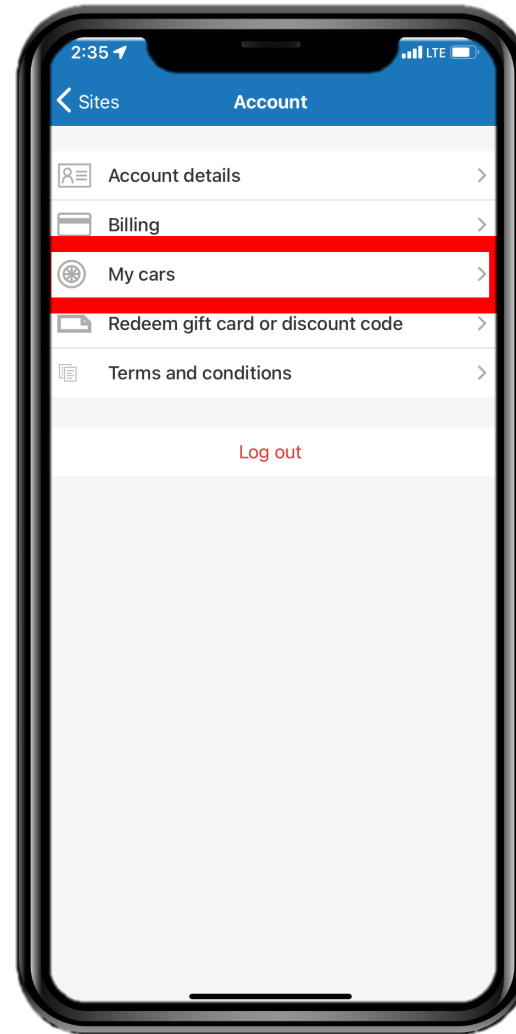 2:35
LTE
Sites
Account
Account details
Billing
My cars
Redeem gift card or discount code
Terms and conditions
Log out